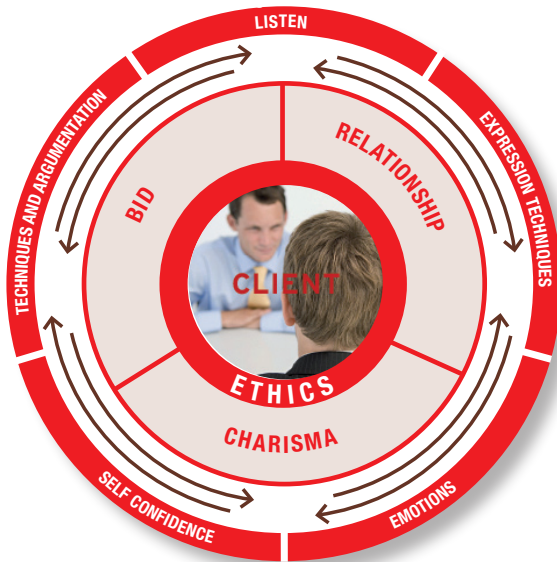 LISTEN
EXPRESSION TECHNIQUES
EMOTIONS
SELF CONFIDENCE
TECHNIQUES AND ARGUMENTATION
BID
RELATIONSHIP
CHARISMA
CLIENT
ETHICS